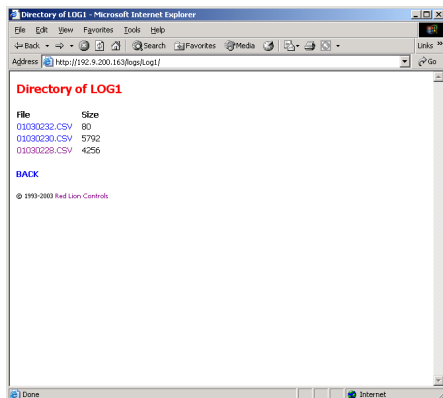 Directory of LOG1 - Microsoft Internet Explorer
File Edit View Favorites Tools Help
Back Search Favorites Media Links »
Address http://192.9.200.163/logs/Log1/ Go
Directory of LOG1
File Size
01030232.CSV 80
01030230.CSV 5792
01030228.CSV 4256
BACK
© 1993-2003 Red Lion Controls
Done Internet